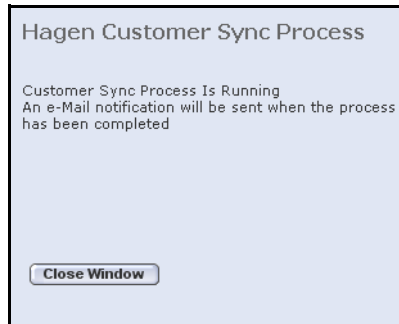 Hagen Customer Sync Process
Customer Sync Process Is Running
An e-Mail notification will be sent when the process
has been completed
Close Window